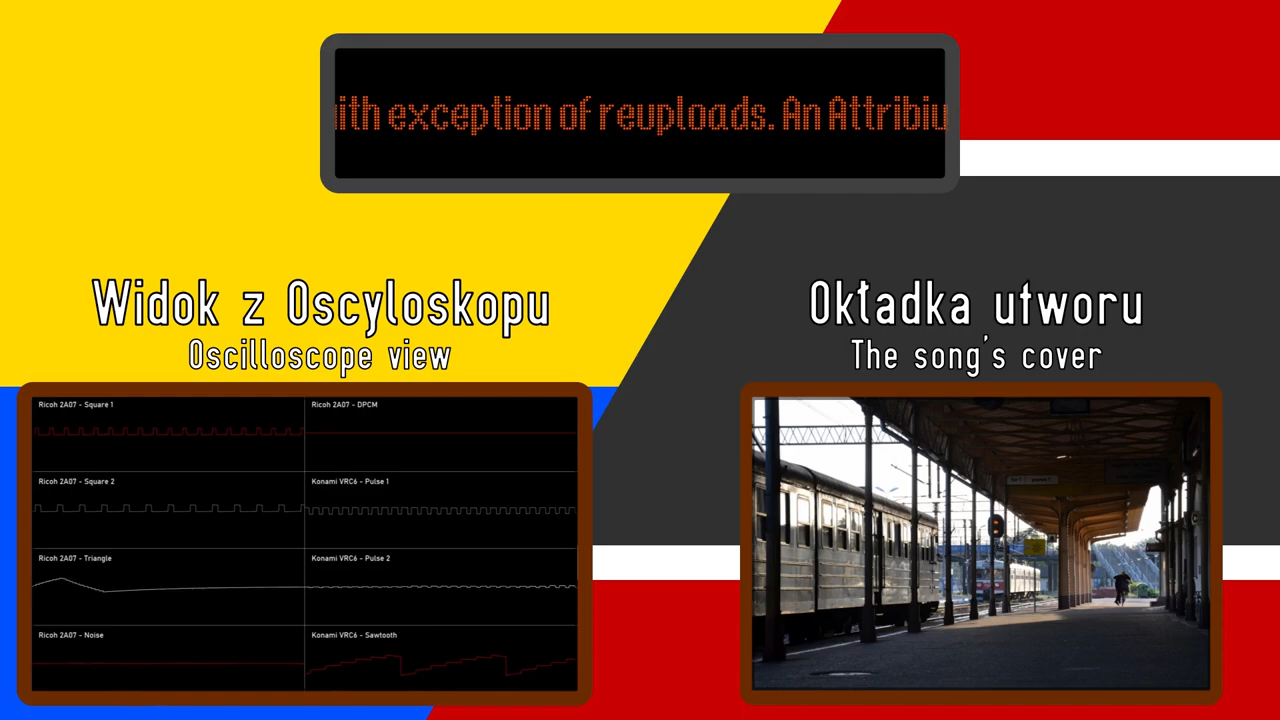 ith exception of reuploads. An Attribiu
Widok z Oscyloskopu
Oscilloscope view
Okładka utworu
The song's cover
Ricoh 2A07 - Square 1
Ricoh 2A07 - DPCM
Ricoh 2A07 - Square 2
Konami VRC6 - Pulse 1
Ricoh 2A07 - Triangle
Konami VRC6 - Pulse 2
Ricoh 2A07 - Noise
Konami VRC6 - Sawtooth